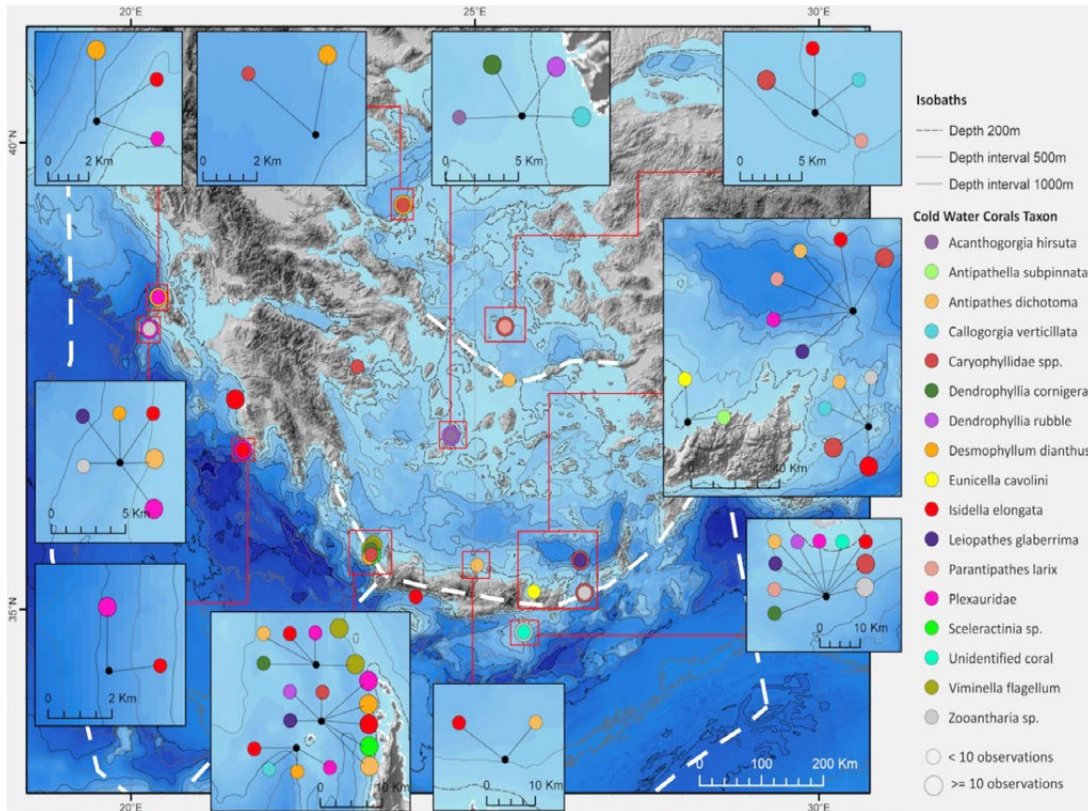 20°E 25°E 30°E
40°N
35°N
20°E 30°E
0 2 Km
0 2 Km
0 5 Km
0 5 Km
0 40 Km
0 5 Km
0 10 Km
0 2 Km
0 10 Km
0 10 Km
0 100 200 Km
Isobaths
Depth 200m
Depth interval 500m
Depth interval 1000m
Cold Water Corals Taxon
Acanthogorgia hirsuta
Antipathella subpinnata
Antipathes dichotoma
Callogorgia verticillata
Caryophyllidae spp.
Dendrophyllia cornigera
Dendrophyllia rubble
Desmophyllum dianthus
Eunicella cavolini
Isidella elongata
Leiopathes glaberrima
Parantipathes larix
Plexauridae
Sceleractinia sp.
Unidentified coral
Viminella flagellum
Zooantharia sp.
< 10 observations
>= 10 observations